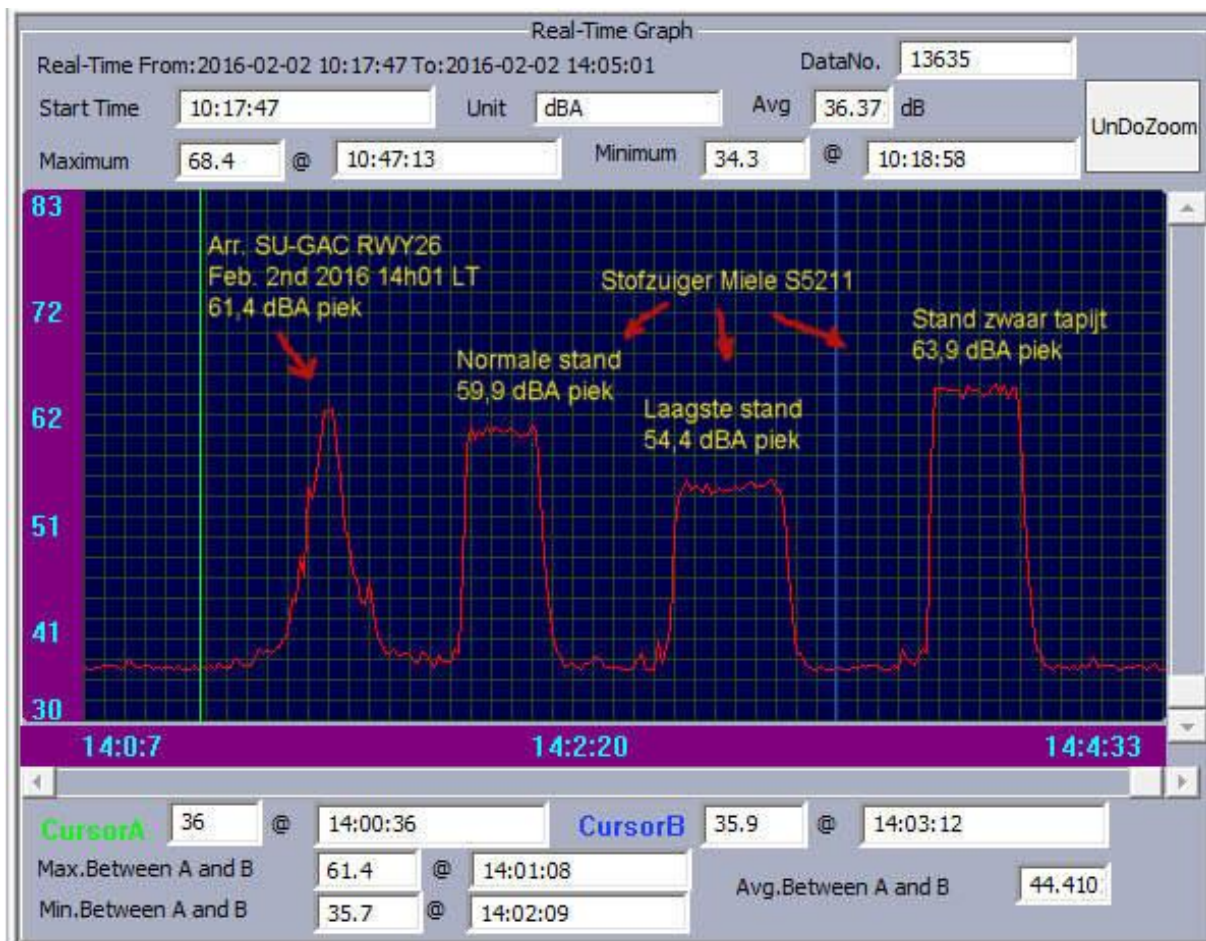 Real-Time Graph
Real-Time From:2016-02-02 10:17:47 To:2016-02-02 14:05:01 DataNo. 13635
Start Time 10:17:47 Unit dBA Avg 36.37 dB
UnDoZoom
Maximum 68.4 @ 10:47:13 Minimum 34.3 @ 10:18:58
83
72
62
51
41
30
Arr. SU-GAC RWY26
Feb. 2nd 2016 14h01 LT
61,4 dBA piek
Stofzuiger Miele S5211
Normale stand
59,9 dBA piek
Laagste stand
54,4 dBA piek
Stand zwaar tapijt
63,9 dBA piek
14:0:7 14:2:20 14:4:33
CursorA 36 @ 14:00:36 CursorB 35.9 @ 14:03:12
Max.Between A and B 61.4 @ 14:01:08
Min.Between A and B 35.7 @ 14:02:09
Avg.Between A and B 44.410